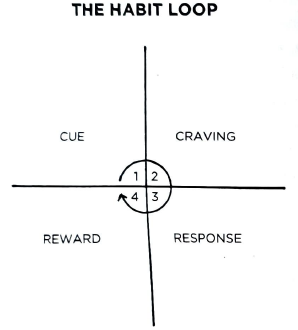 THE HABIT LOOP
CUE
CRAVING
1 2
4 3
REWARD
RESPONSE